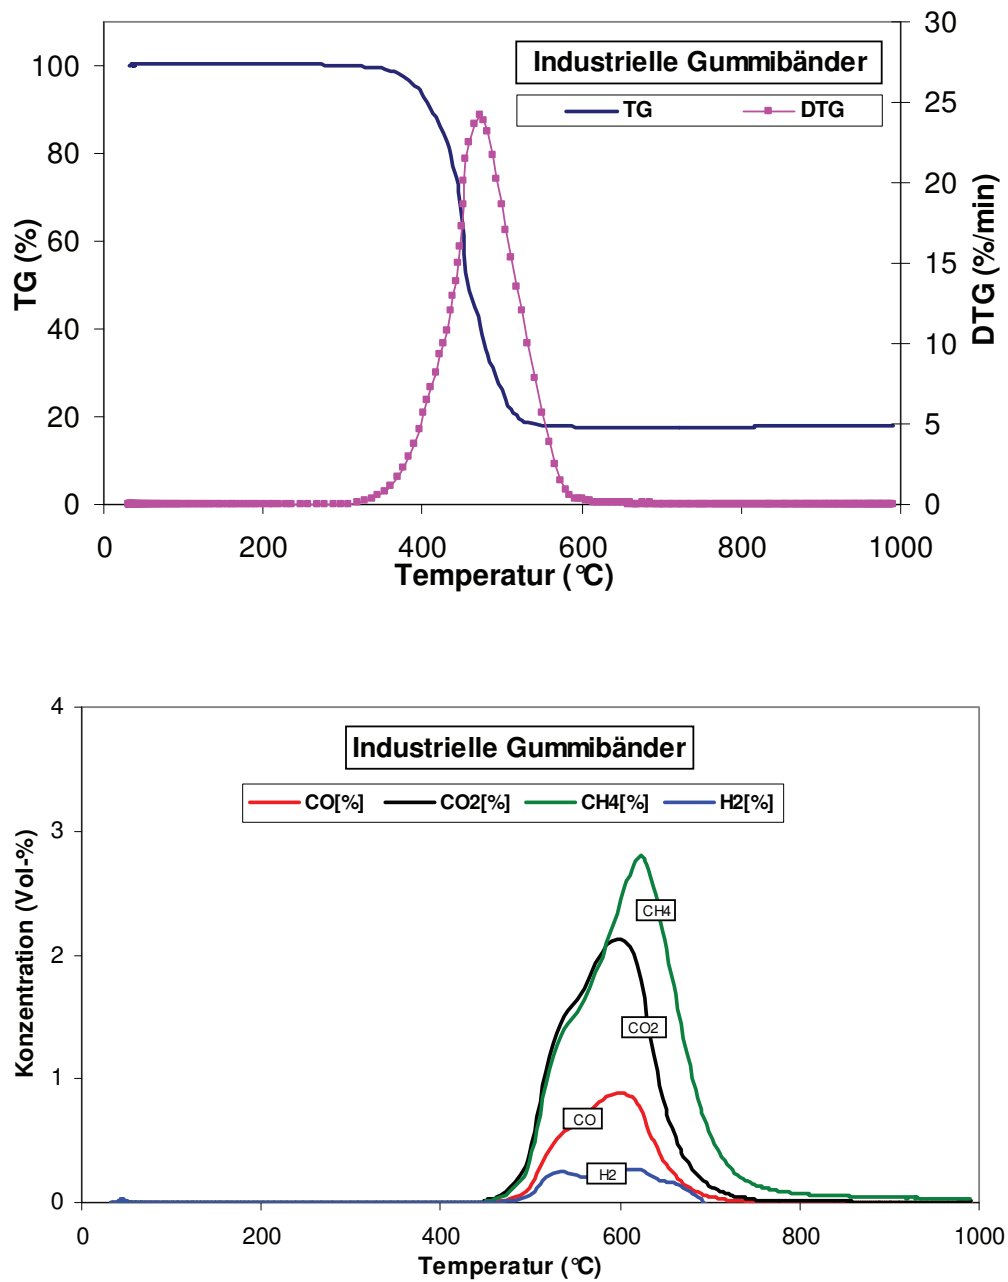 Industrielle Gummibänder
TG DTG
TG (%)
100
80
60
40
20
0
DTG (%/min)
30
25
20
15
10
5
0
0 200 400 600 800 1000
Temperatur (°C)
Industrielle Gummibänder
CO[%] CO2[%] CH4[%] H2[%]
Konzentration (Vol-%)
4
3
2
1
0
CH4
CO2
CO
H2
0 200 400 600 800 1000
Temperatur (°C)